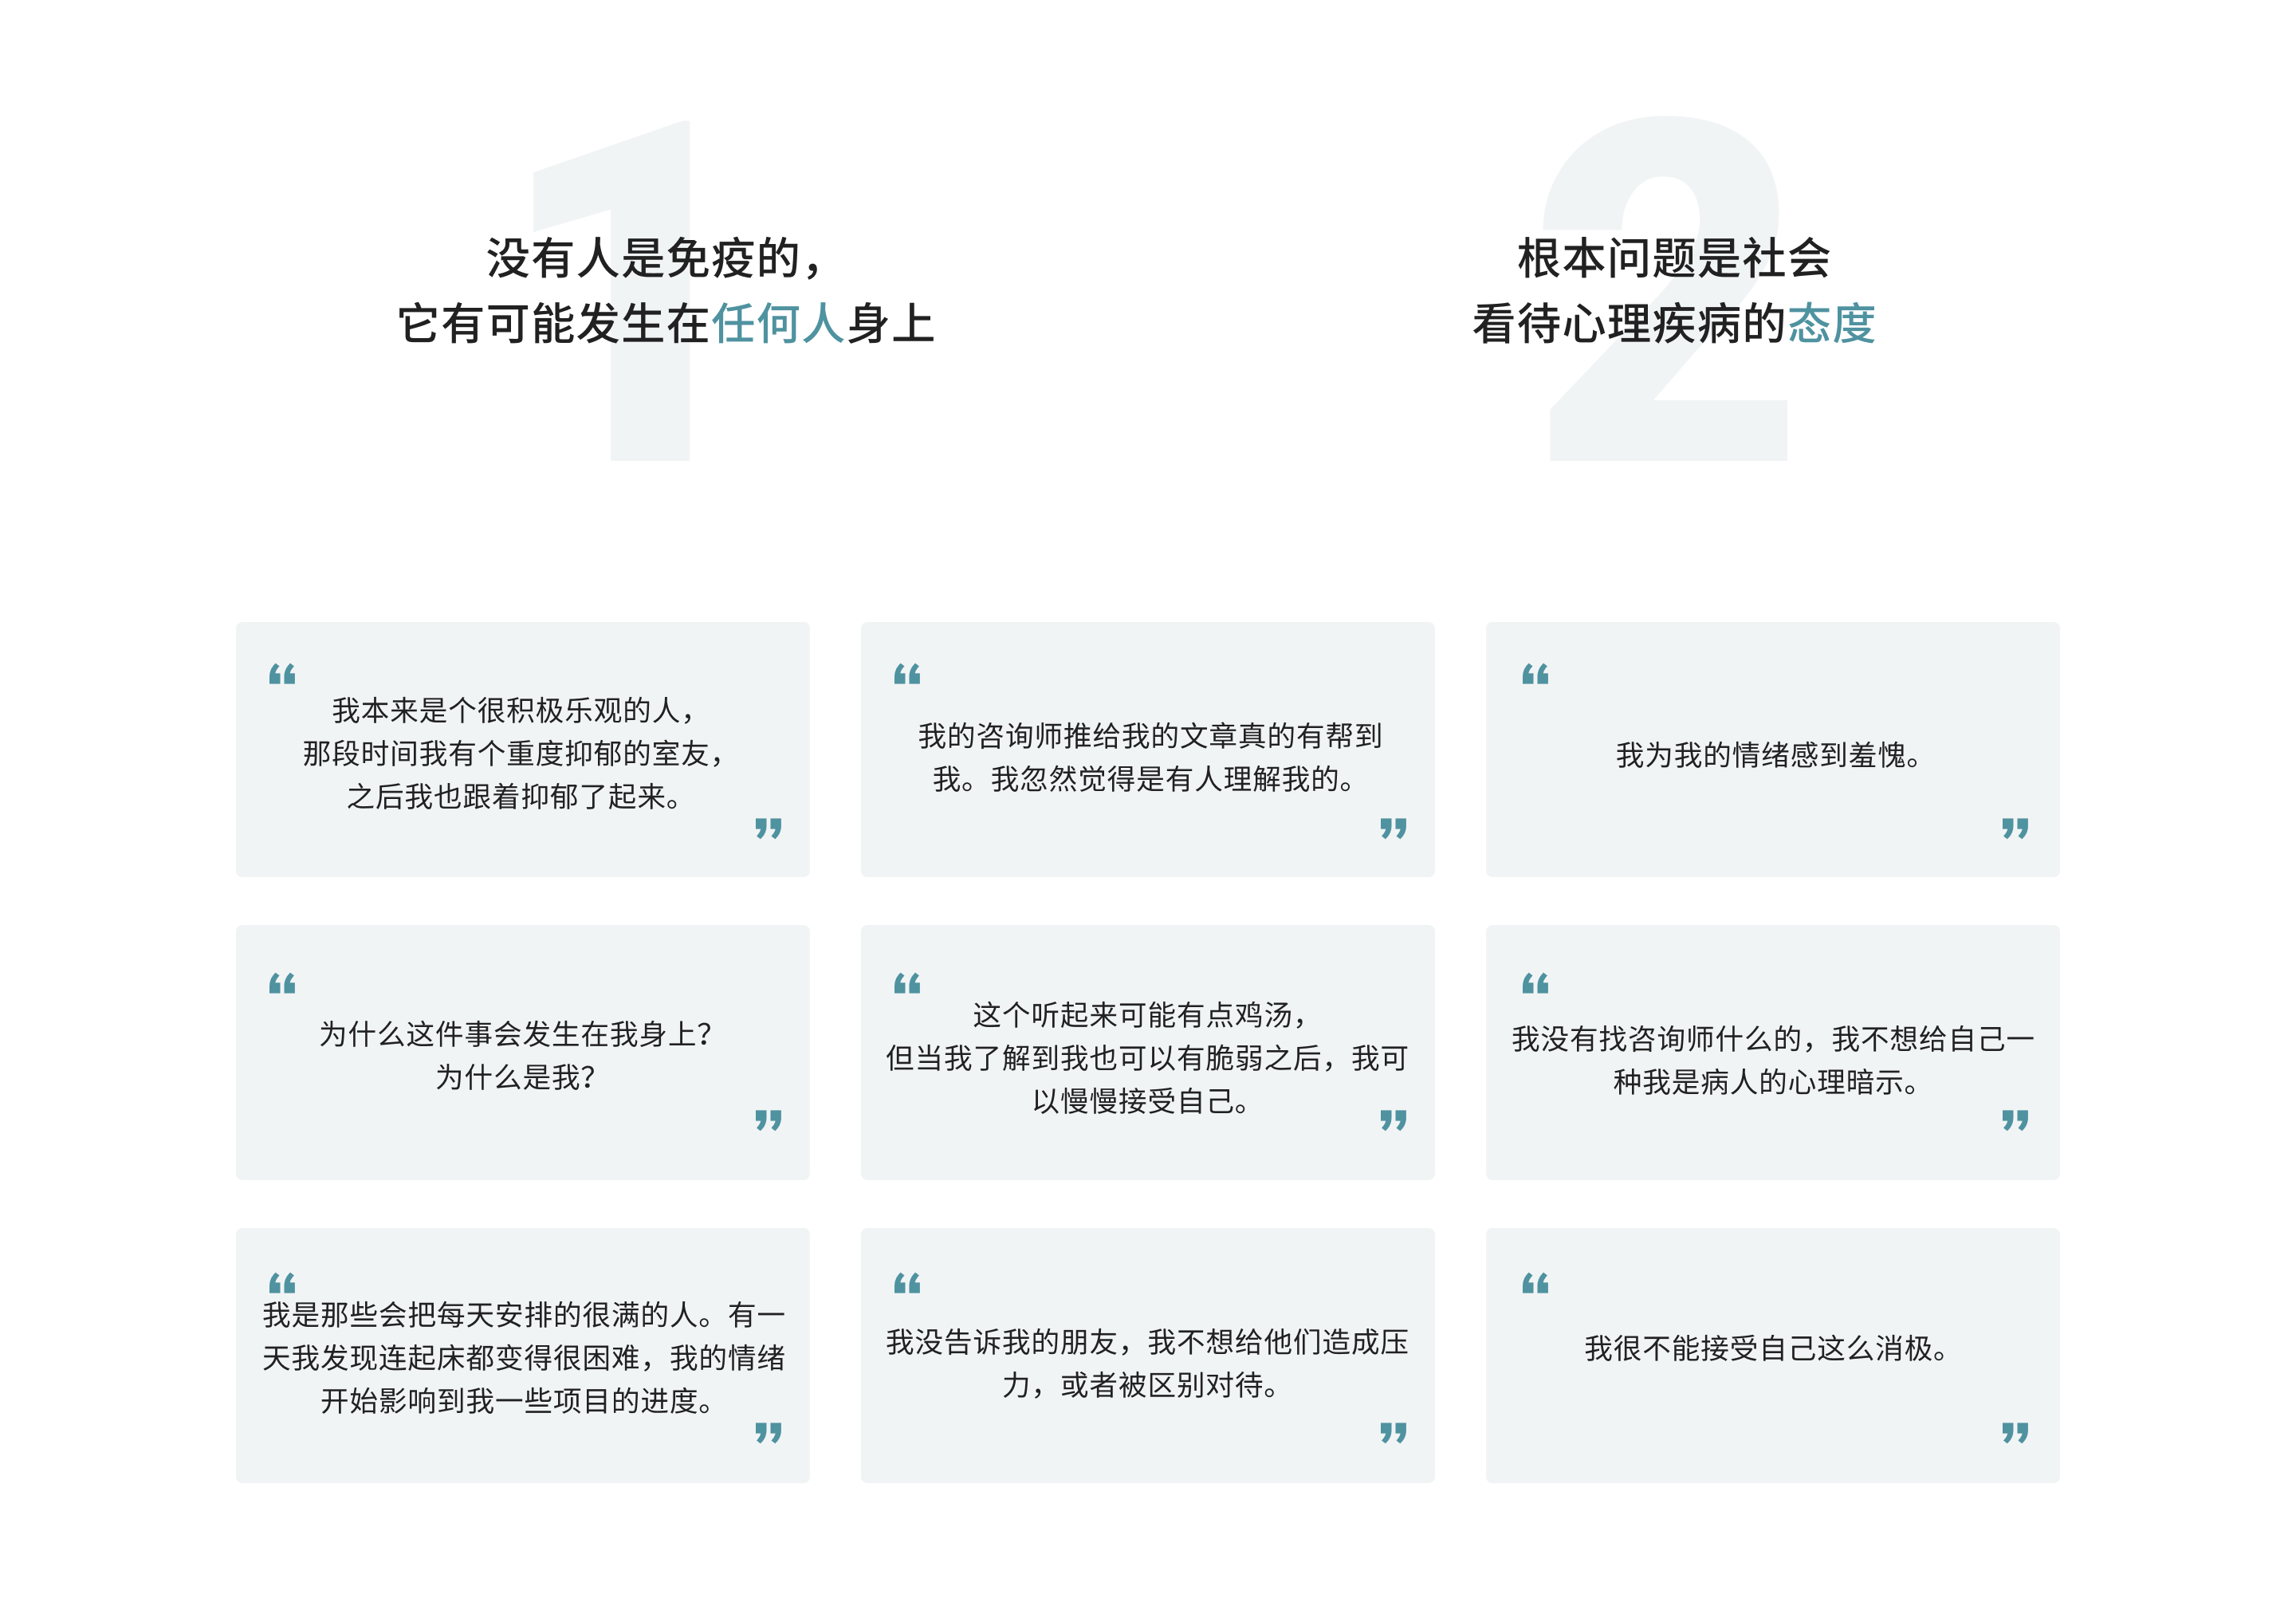 1
没有人是免疫的，
它有可能发生在任何人身上
2
根本问题是社会
看待心理疾病的态度
“
我本来是个很积极乐观的人，
那段时间我有个重度抑郁的室友，
之后我也跟着抑郁了起来。
”
“
我的咨询师推给我的文章真的有帮到
我。我忽然觉得是有人理解我的。
”
“
我为我的情绪感到羞愧。
”
“
为什么这件事会发生在我身上？
为什么是我？
”
“
这个听起来可能有点鸡汤，
但当我了解到我也可以有脆弱之后，我可
以慢慢接受自己。
”
“
我没有找咨询师什么的，我不想给自己一
种我是病人的心理暗示。
”
“
我是那些会把每天安排的很满的人。有一
天我发现连起床都变得很困难，我的情绪
开始影响到我一些项目的进度。
”
“
我没告诉我的朋友，我不想给他们造成压
力，或者被区别对待。
”
“
我很不能接受自己这么消极。
”